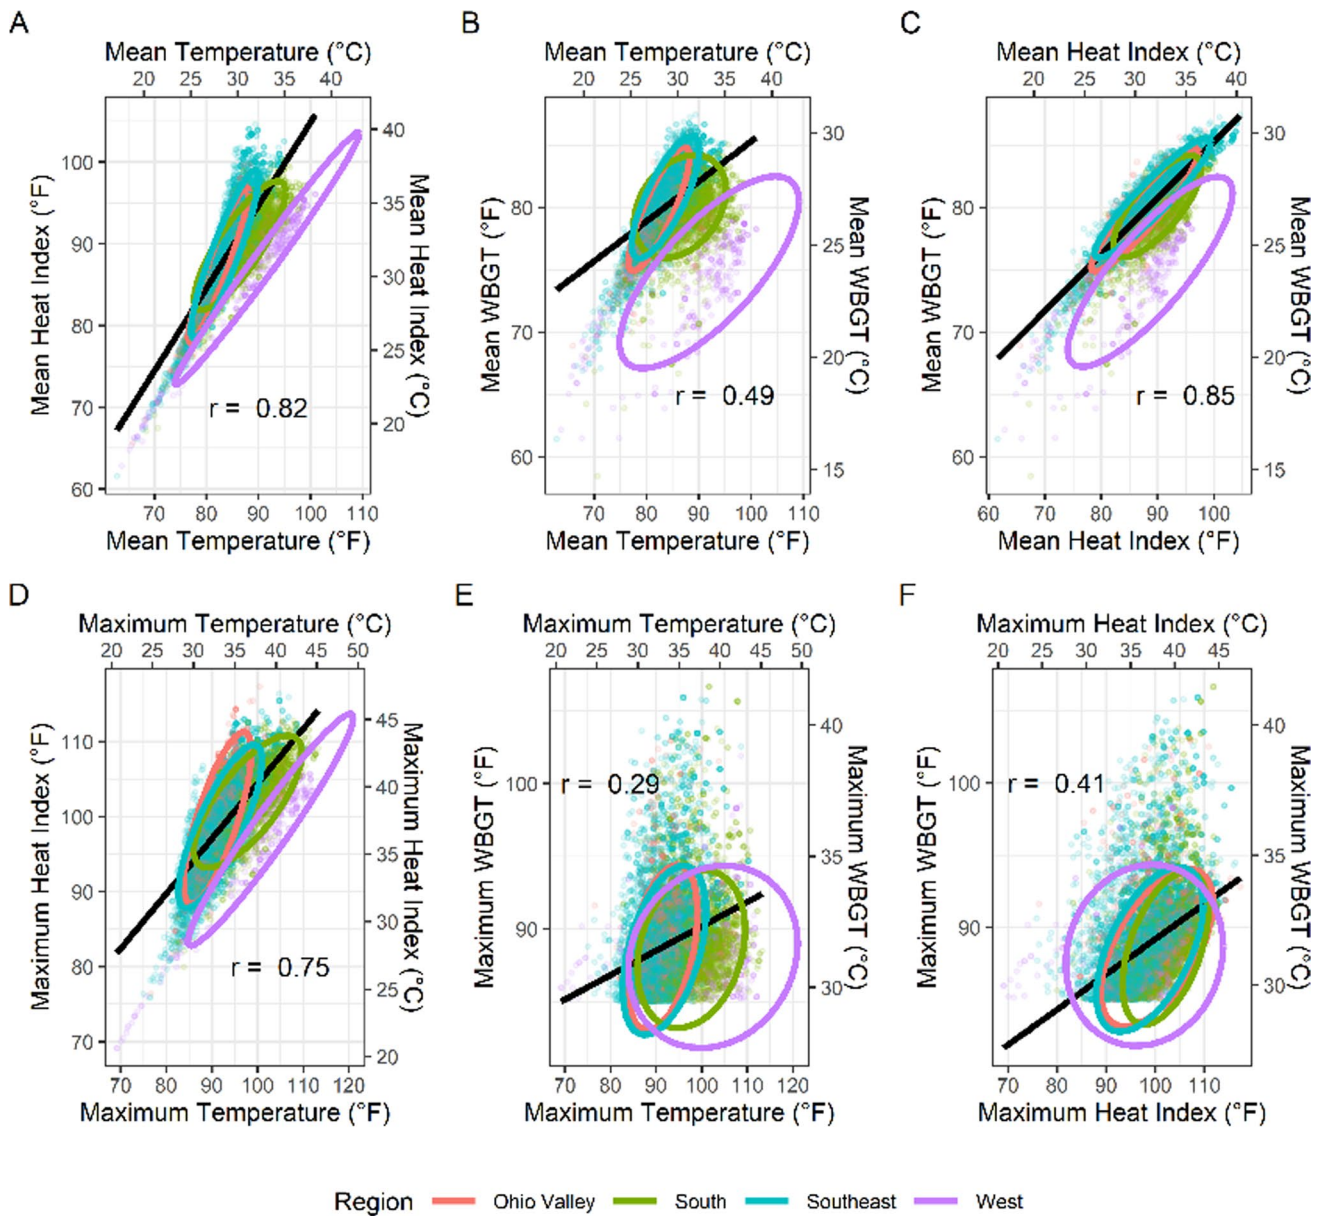 A
Mean Temperature (°C)
20 25 30 35 40
100
90
80
70
60
Mean Heat Index (°F)
40
35
30
25
20
Mean Heat Index (°C)
r = 0.82
70 80 90 100 110
Mean Temperature (°F)
B
Mean Temperature (°C)
20 25 30 35 40
80
70
60
Mean WBGT (°F)
30
25
20
15
Mean WBGT (°C)
r = 0.49
70 80 90 100 110
Mean Temperature (°F)
C
Mean Heat Index (°C)
20 25 30 35 40
80
70
60
Mean WBGT (°F)
30
25
20
15
Mean WBGT (°C)
r = 0.85
60 70 80 90 100
Mean Heat Index (°F)
D
Maximum Temperature (°C)
20 25 30 35 40 45 50
110
100
90
80
70
Maximum Heat Index (°F)
45
40
35
30
25
20
Maximum Heat Index (°C)
r = 0.75
70 80 90 100 110 120
Maximum Temperature (°F)
E
Maximum Temperature (°C)
20 25 30 35 40 45 50
100
90
Maximum WBGT (°F)
40
35
30
Maximum WBGT (°C)
r = 0.29
70 80 90 100 110 120
Maximum Temperature (°F)
F
Maximum Heat Index (°C)
20 25 30 35 40 45
100
90
Maximum WBGT (°F)
40
35
30
Maximum WBGT (°C)
r = 0.41
70 80 90 100 110
Maximum Heat Index (°F)
Region Ohio Valley South Southeast West